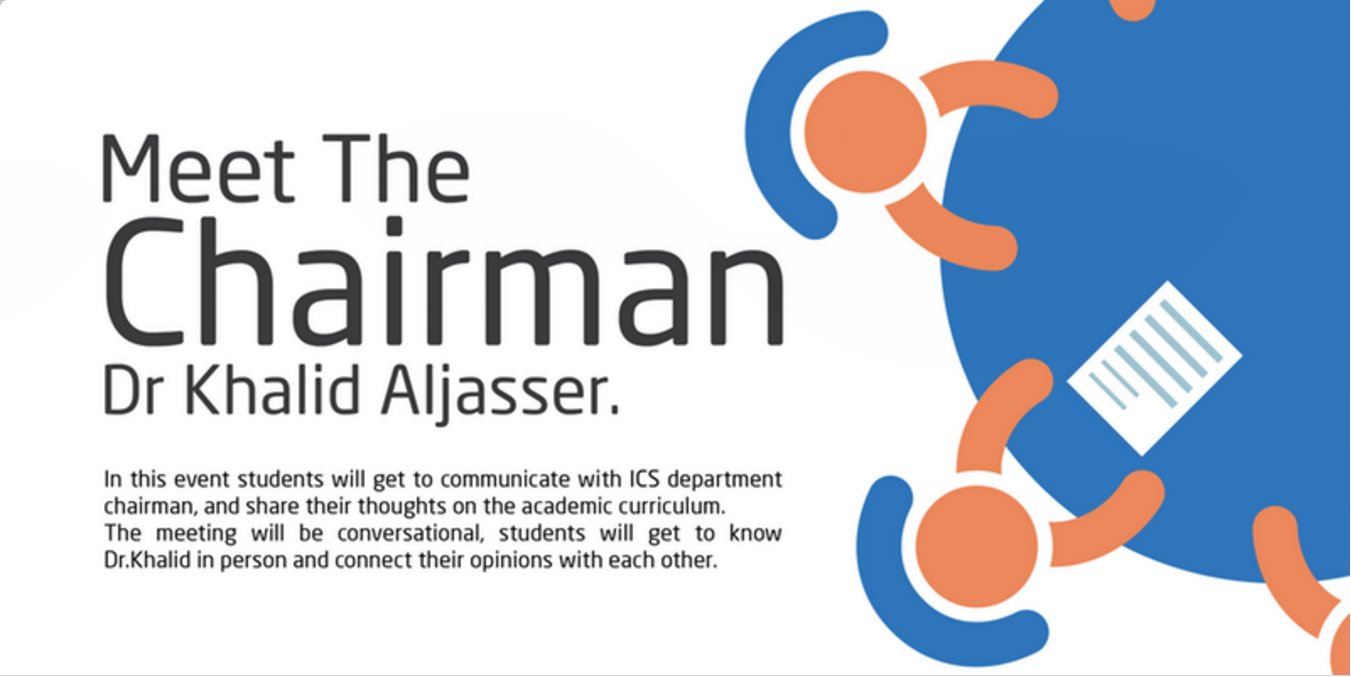 Meet The
Chairman
Dr Khalid Aljasser.
In this event students will get to communicate with ICS department
chairman, and share their thoughts on the academic curriculum.
The meeting will be conversational, students will get to know
Dr.Khalid in person and connect their opinions with each other.